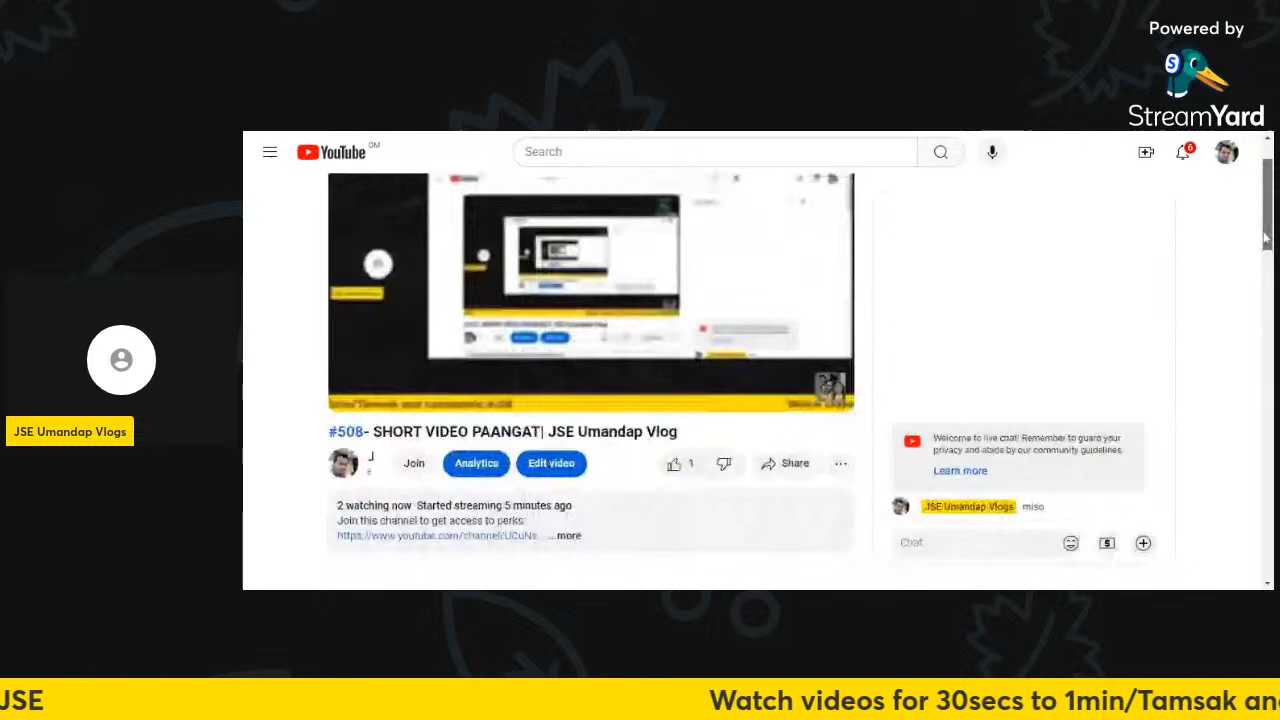 Powered by
S
StreamYard
YouTube OM
Search
6
#508- SHORT VIDEO PAANGAT| JSE Umandap Vlog
J
Join
Analytics
Edit video
1
Share
2 watching now Started streaming 5 minutes ago
Join this channel to get access to perks:
https://www.youtube.com/channel/UCuNs... ...more
Welcome to live chat! Remember to guard your
privacy and abide by our community guidelines.
Learn more
JSE Umandap Vlogs miso
Chat
JSE Umandap Vlogs
JSE
Watch videos for 30secs to 1min/Tamsak an